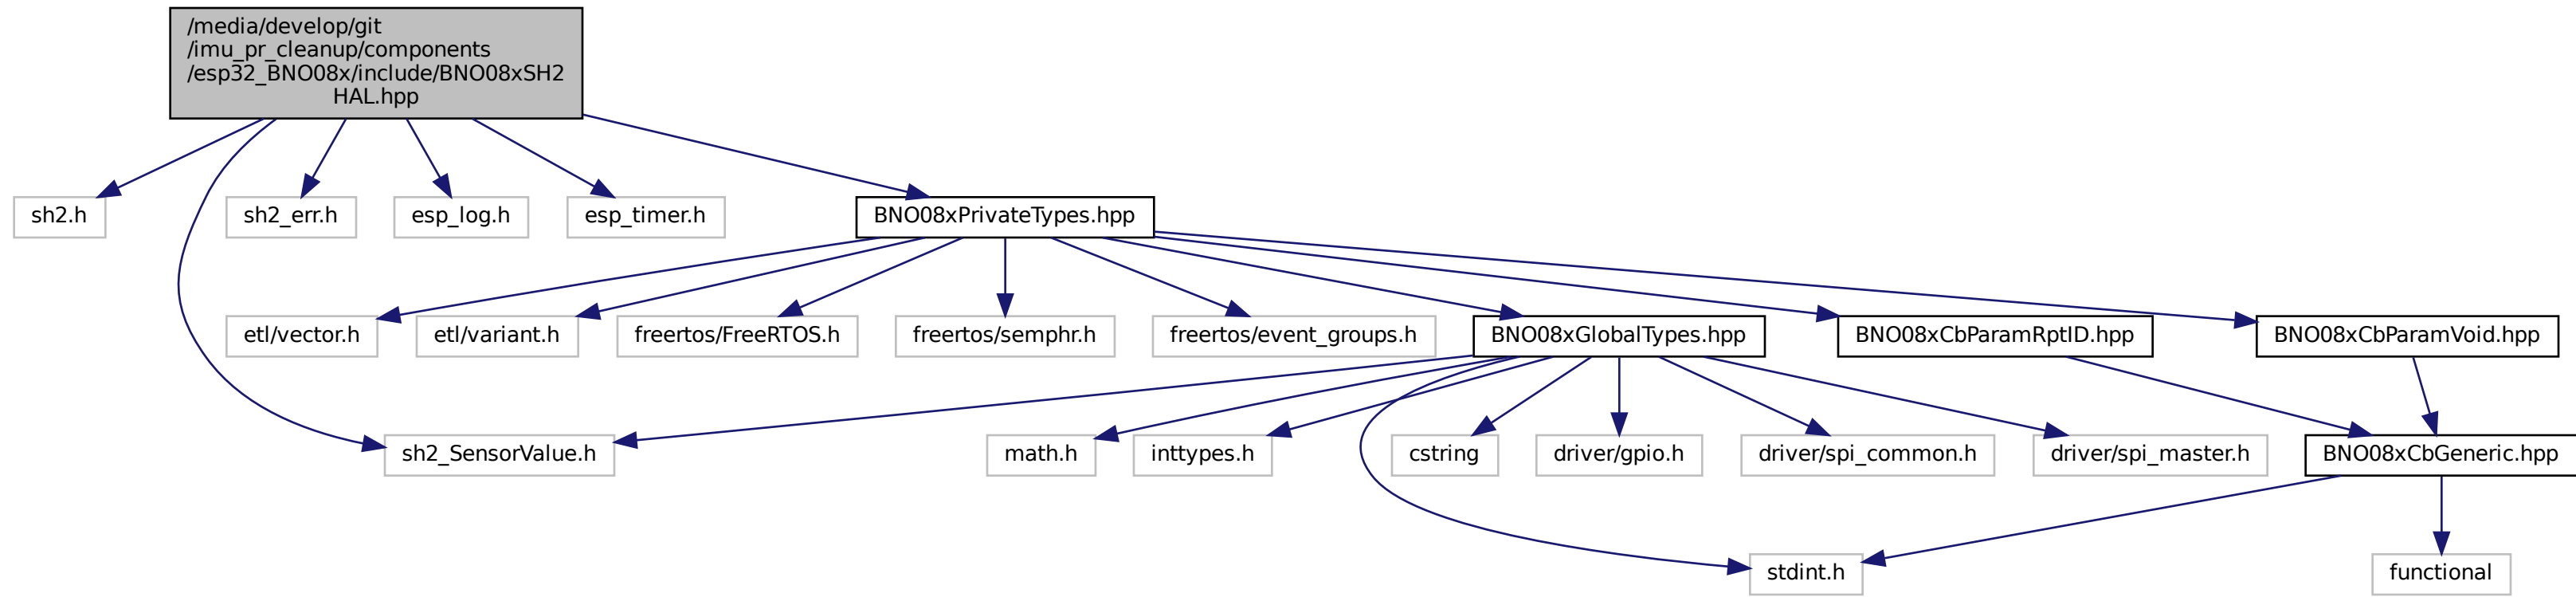 /media/develop/git
/imu_pr_cleanup/components
/esp32_BNO08x/include/BNO08xSH2
HAL.hpp
sh2.h
sh2_err.h
esp_log.h
esp_timer.h
BNO08xPrivateTypes.hpp
etl/vector.h
etl/variant.h
freertos/FreeRTOS.h
freertos/semphr.h
freertos/event_groups.h
BNO08xGlobalTypes.hpp
BNO08xCbParamRptID.hpp
BNO08xCbParamVoid.hpp
sh2_SensorValue.h
math.h
inttypes.h
cstring
driver/gpio.h
driver/spi_common.h
driver/spi_master.h
BNO08xCbGeneric.hpp
stdint.h
functional